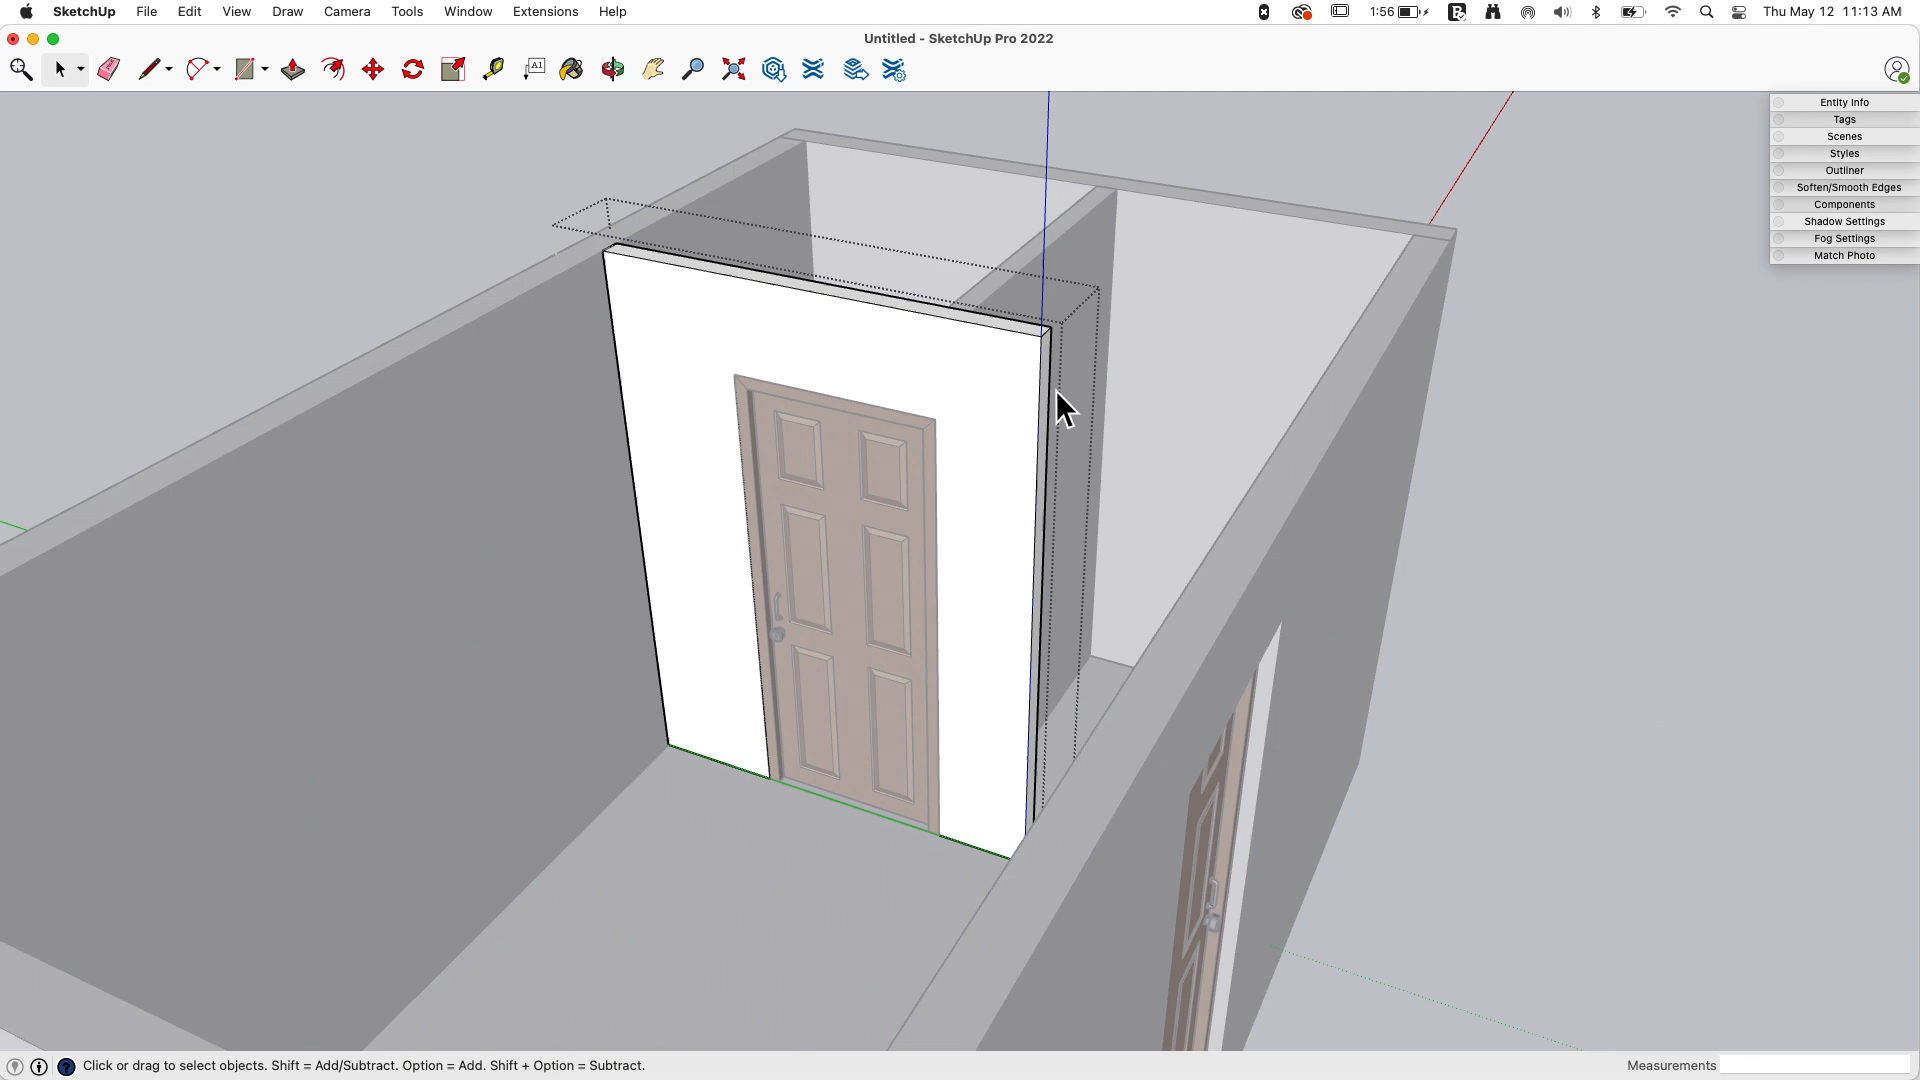 SketchUp File Edit View Draw Camera Tools Window Extensions Help 1:56 Thu May 12 11:13 AM
Untitled - SketchUp Pro 2022
A1
Entity Info
Tags
Scenes
Styles
Outliner
Soften/Smooth Edges
Components
Shadow Settings
Fog Settings
Match Photo
Click or drag to select objects. Shift = Add/Subtract. Option = Add. Shift + Option = Subtract. Measurements